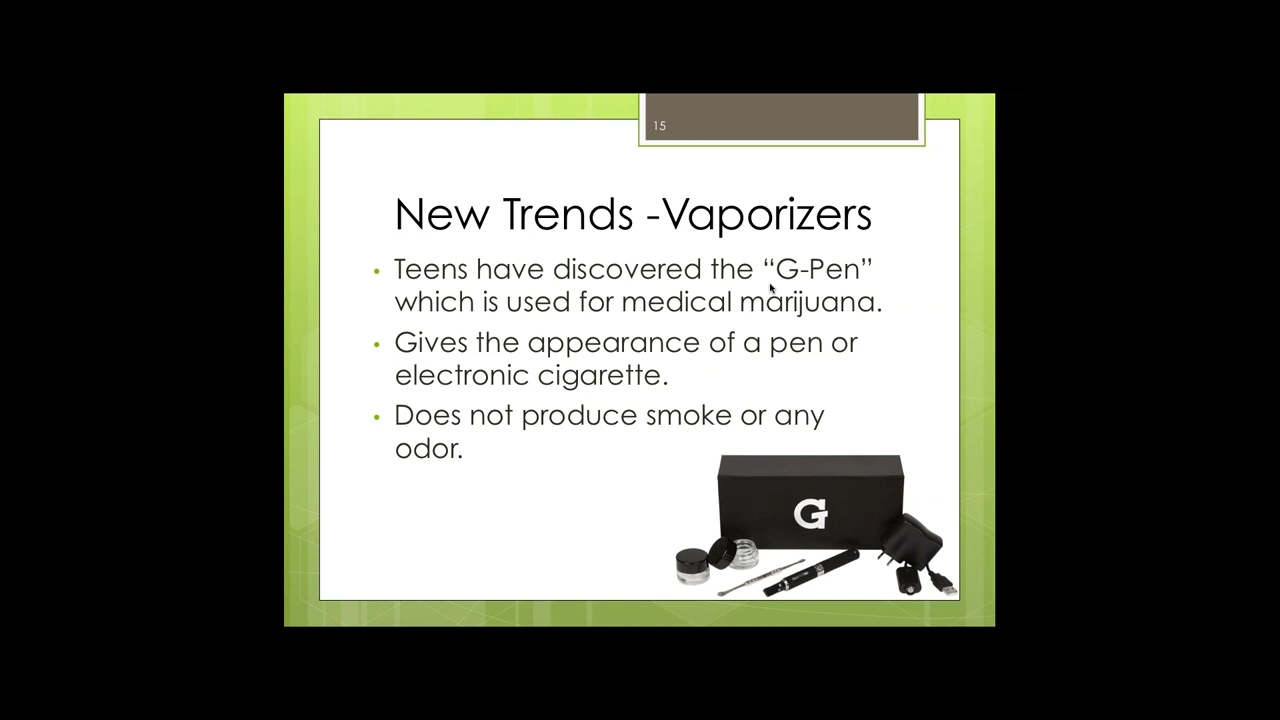 15
New Trends -Vaporizers
• Teens have discovered the “G-Pen”
which is used for medical marijuana.
• Gives the appearance of a pen or
electronic cigarette.
• Does not produce smoke or any
odor.
G